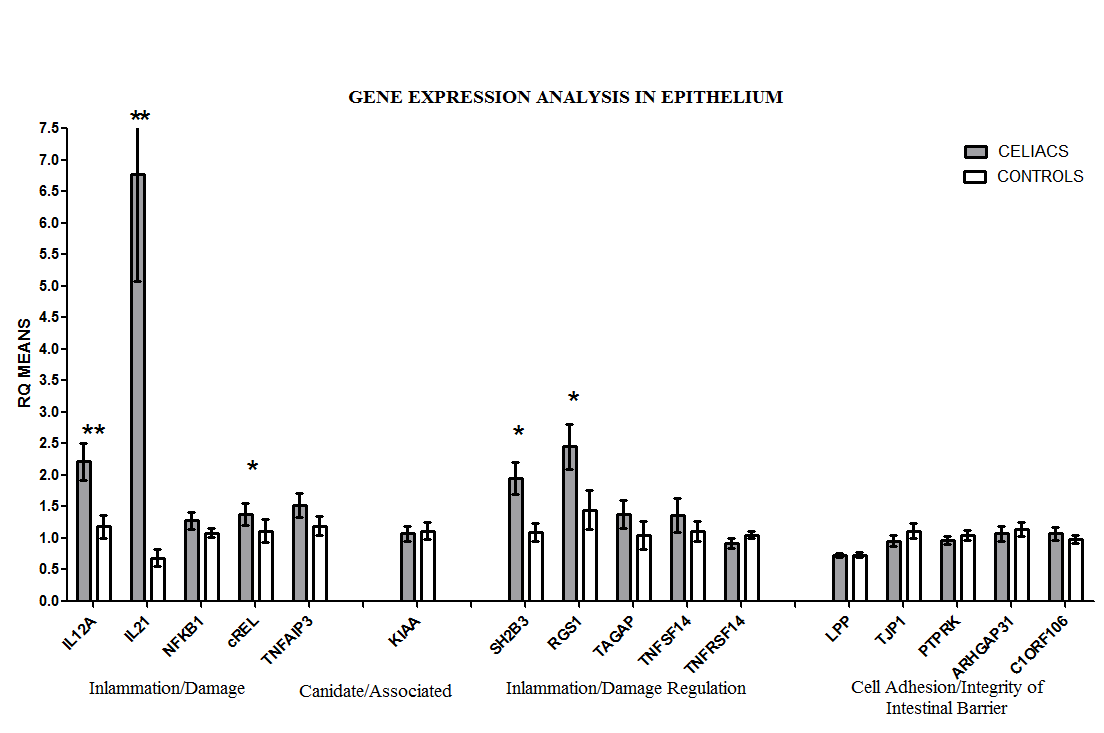 GENE EXPRESSION ANALYSIS IN EPITHELIUM
CELIACS
CONTROLS
RQ MEANS
7.5
7.0
6.5
6.0
5.5
5.0
4.5
4.0
3.5
3.0
2.5
2.0
1.5
1.0
0.5
0.0
**
**
*
*
*
IL12A
IL21
NFKB1
cREL
TNFAIP3
KIAA
SH2B3
RGS1
TAGAP
TNFSF14
TNFRSF14
LPP
TJP1
PTPRK
ARHGAP31
C1ORF106
Inlammation/Damage
Canidate/Associated
Inlammation/Damage Regulation
Cell Adhesion/Integrity of
Intestinal Barrier